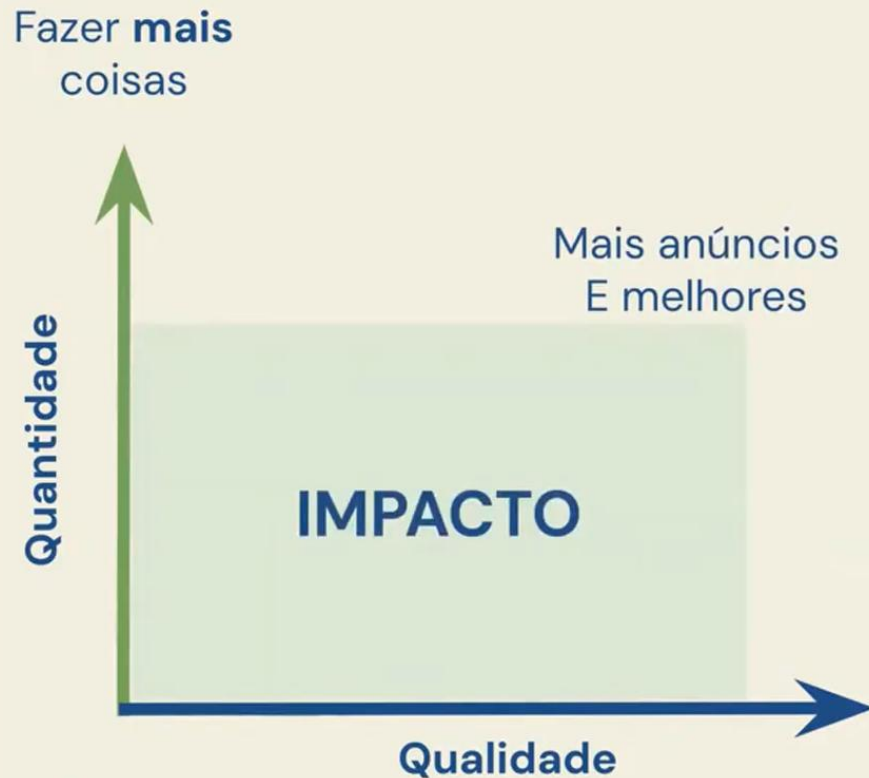 Fazer mais
coisas
Mais anúncios
E melhores
Quantidade
IMPACTO
Qualidade